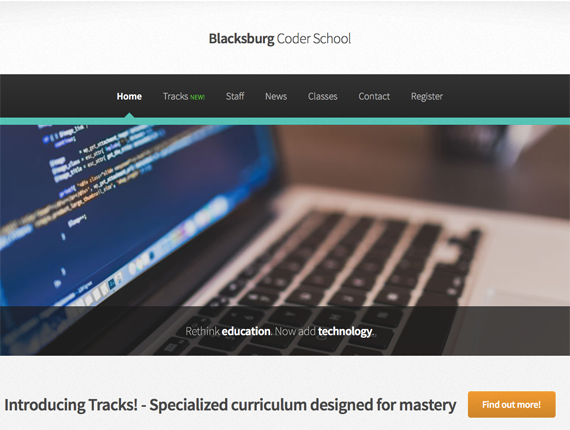 Blacksburg Coder School
Home Tracks NEW! Staff News Classes Contact Register
Rethink education. Now add technology.
Introducing Tracks! - Specialized curriculum designed for mastery Find out more!